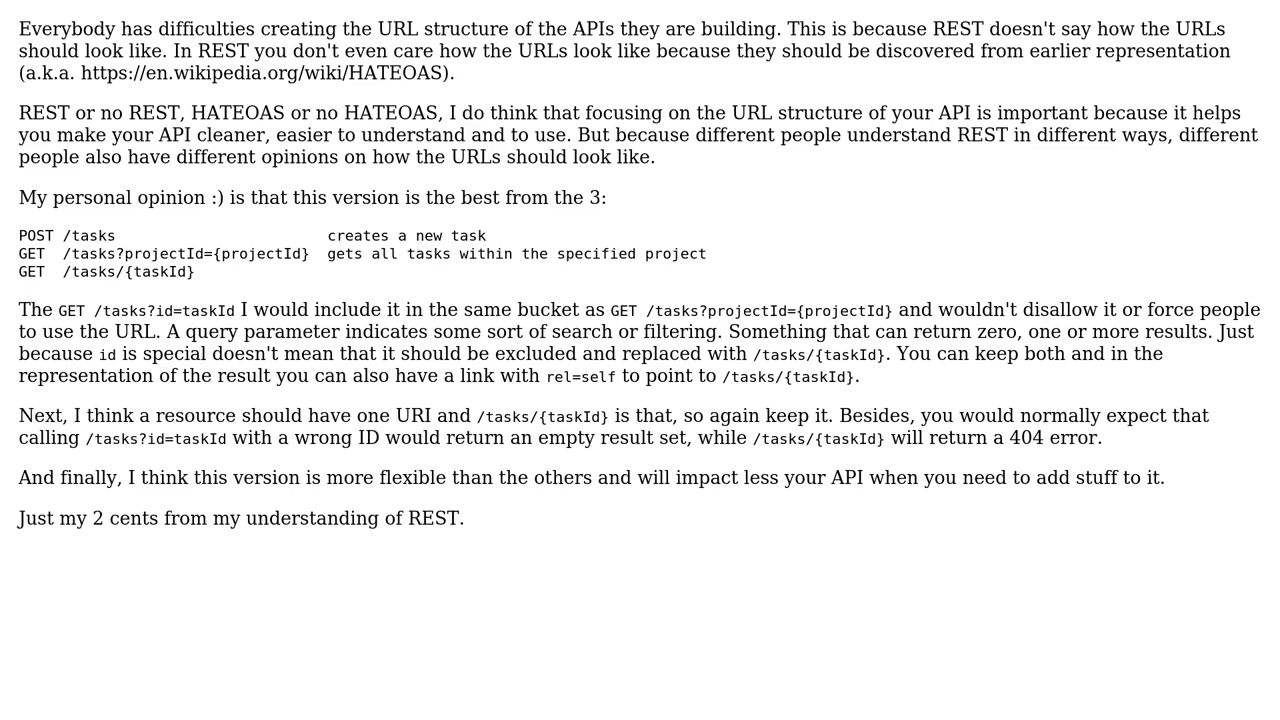 Everybody has difficulties creating the URL structure of the APIs they are building. This is because REST doesn't say how the URLs
should look like. In REST you don't even care how the URLs look like because they should be discovered from earlier representation
(a.k.a. https://en.wikipedia.org/wiki/HATEOAS).
REST or no REST, HATEOAS or no HATEOAS, I do think that focusing on the URL structure of your API is important because it helps
you make your API cleaner, easier to understand and to use. But because different people understand REST in different ways, different
people also have different opinions on how the URLs should look like.
My personal opinion :) is that this version is the best from the 3:
POST /tasks                        creates a new task
GET  /tasks?projectId={projectId}  gets all tasks within the specified project
GET  /tasks/{taskId}
The GET /tasks?id=taskId I would include it in the same bucket as GET /tasks?projectId={projectId} and wouldn't disallow it or force people
to use the URL. A query parameter indicates some sort of search or filtering. Something that can return zero, one or more results. Just
because id is special doesn't mean that it should be excluded and replaced with /tasks/{taskId}. You can keep both and in the
representation of the result you can also have a link with rel=self to point to /tasks/{taskId}.
Next, I think a resource should have one URI and /tasks/{taskId} is that, so again keep it. Besides, you would normally expect that
calling /tasks?id=taskId with a wrong ID would return an empty result set, while /tasks/{taskId} will return a 404 error.
And finally, I think this version is more flexible than the others and will impact less your API when you need to add stuff to it.
Just my 2 cents from my understanding of REST.